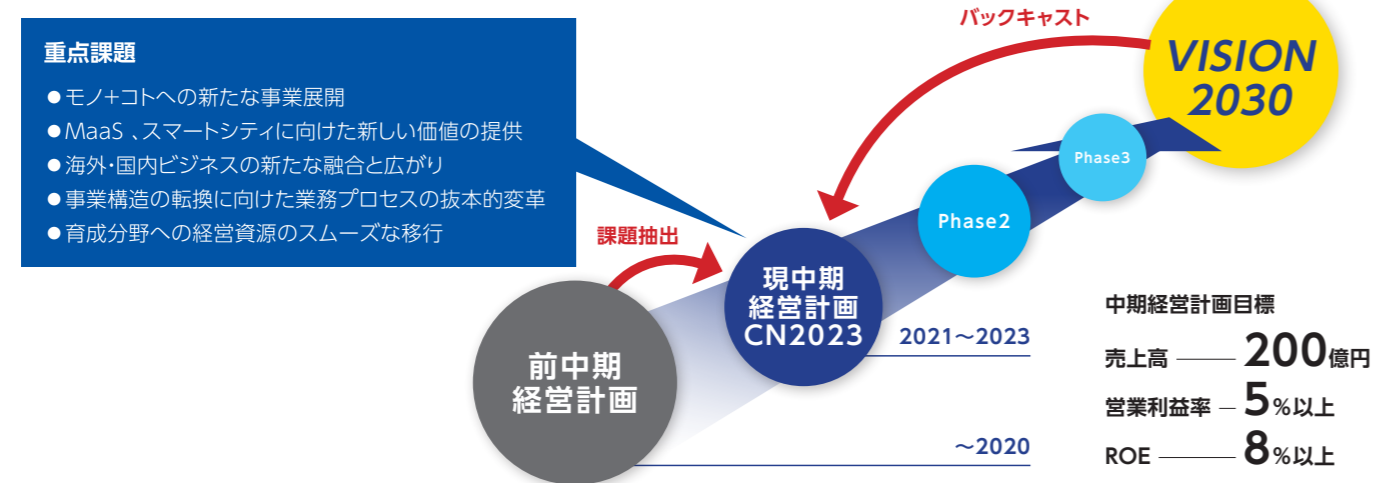 重点課題
●モノ+コトへの新たな事業展開
●MaaS、スマートシティに向けた新しい価値の提供
●海外・国内ビジネスの新たな融合と広がり
●事業構造の転換に向けた業務プロセスの抜本的変革
●育成分野への経営資源のスムーズな移行
バックキャスト
VISION
2030
Phase3
Phase2
課題抽出
現中期
経営計画
CN2023
2021～2023
前中期
経営計画
～2020
中期経営計画目標
売上高 200億円
営業利益率 5%以上
ROE 8%以上